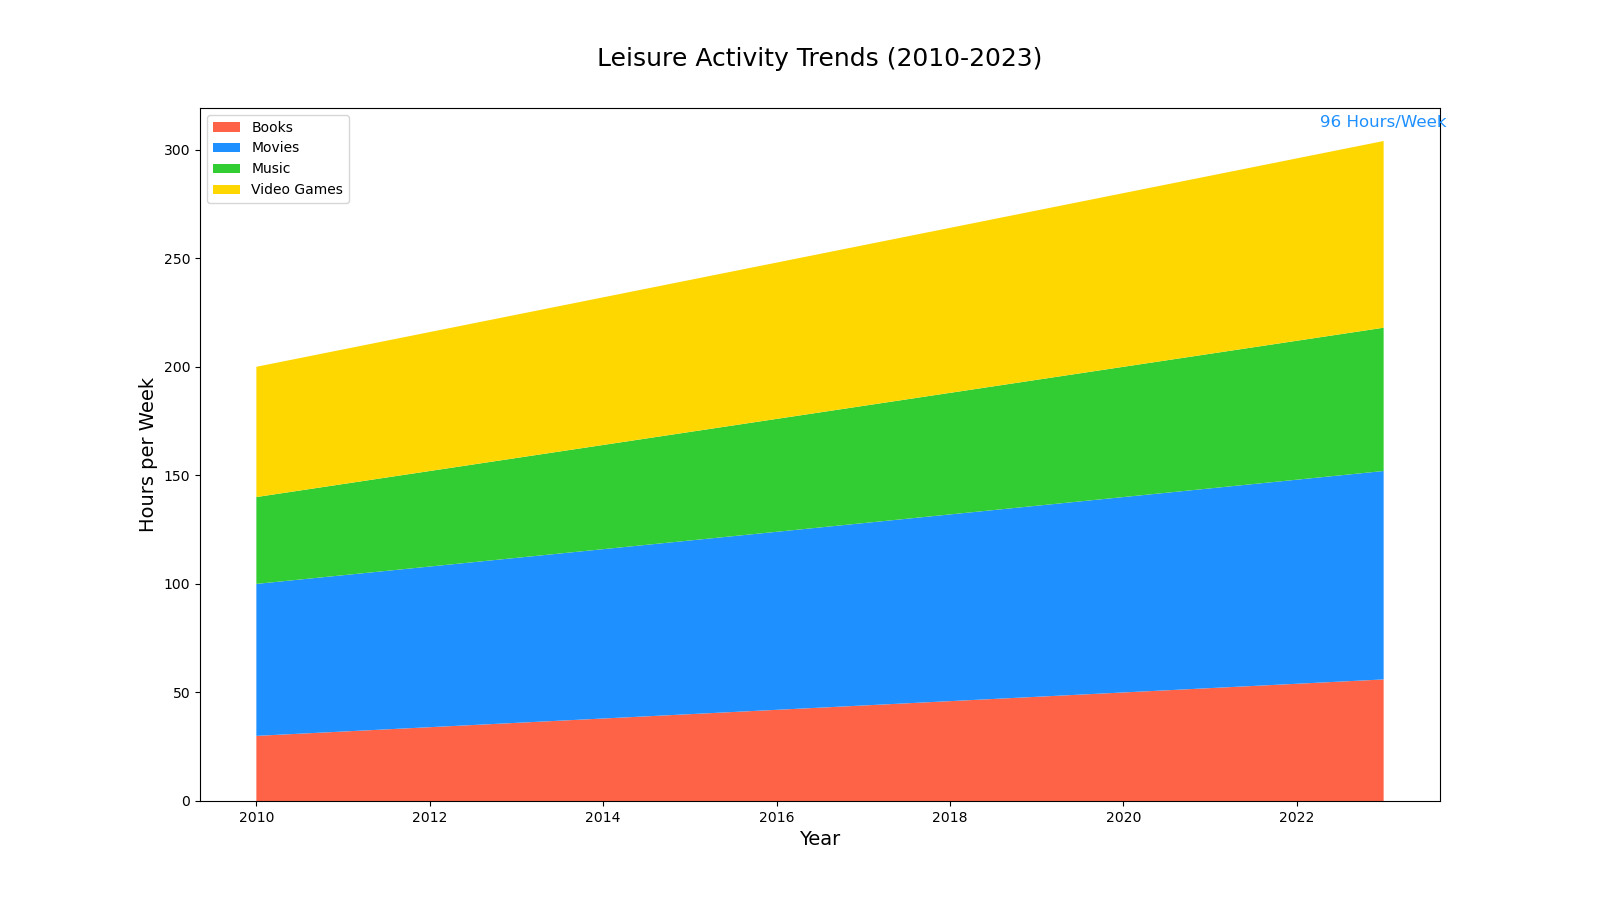 Leisure Activity Trends (2010-2023)
96 Hours/Week
Books
Movies
Music
Video Games
300
250
200
150
100
50
0
Hours per Week
2010 2012 2014 2016 2018 2020 2022
Year